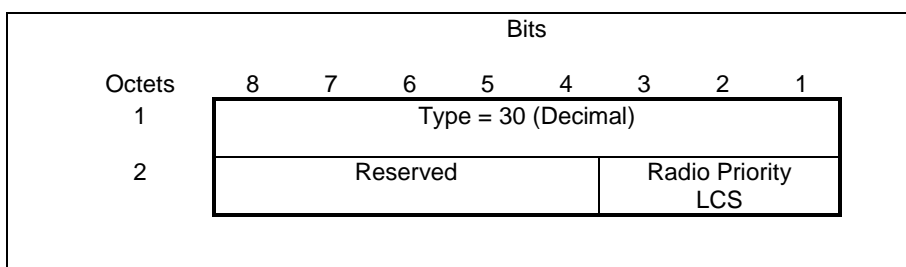 Bits
Octets 8 7 6 5 4 3 2 1
1 Type = 30 (Decimal)
2 Reserved Radio Priority
LCS